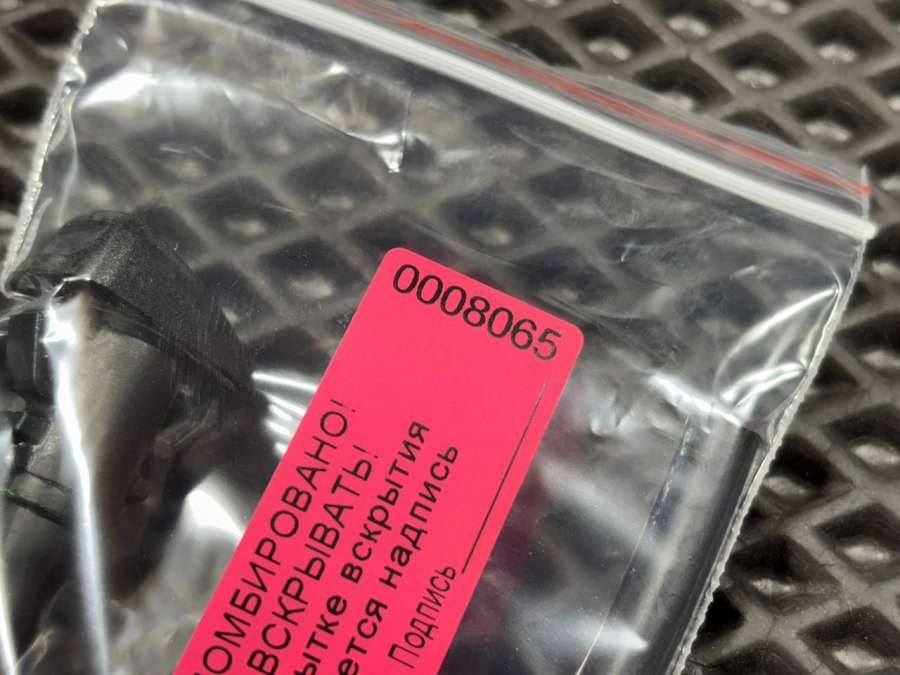 0008065
ОМБИРОВАНО!
ВСКРЫВАТЬ!
ытке вскрытия
ется надпись
Подпись